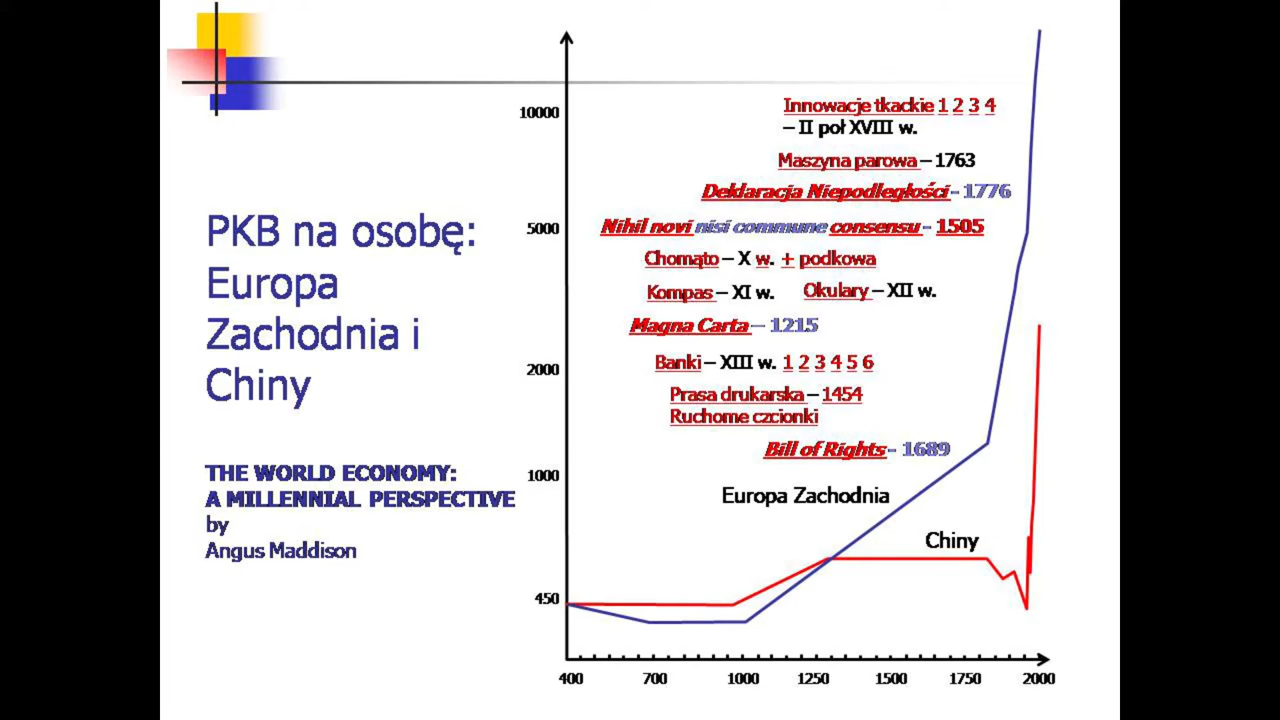 PKB na osobę:
Europa
Zachodnia i
Chiny
THE WORLD ECONOMY:
A MILLENNIAL PERSPECTIVE
by
Angus Maddison
10000
5000
2000
1000
450
Innowacje tkackie 1 2 3 4
– II poł XVIII w.
Maszyna parowa – 1763
Deklaracja Niepodległości - 1776
Nihil novi nisi commune consensu - 1505
Chomąto – X w. + podkowa
Kompas – XI w. Okulary – XII w.
Magna Carta – 1215
Banki – XIII w. 1 2 3 4 5 6
Prasa drukarska – 1454
Ruchome czcionki
Bill of Rights - 1689
Europa Zachodnia
Chiny
400 700 1000 1250 1500 1750 2000